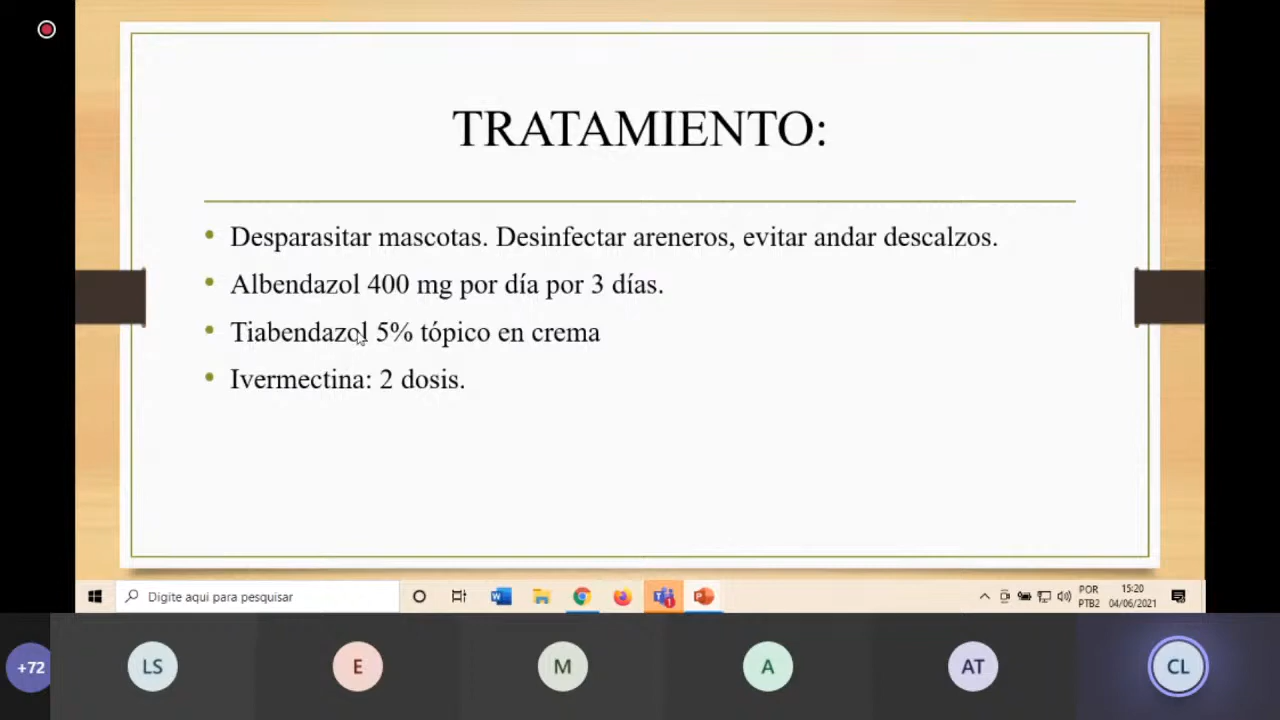 TRATAMIENTO:
Desparasitar mascotas. Desinfectar areneros, evitar andar descalzos.
Albendazol 400 mg por día por 3 días.
Tiabendazol 5% tópico en crema
Ivermectina: 2 dosis.
Digite aqui para pesquisar
POR
PTB2
15:20
04/06/2021
+72
LS
E
M
A
AT
CL